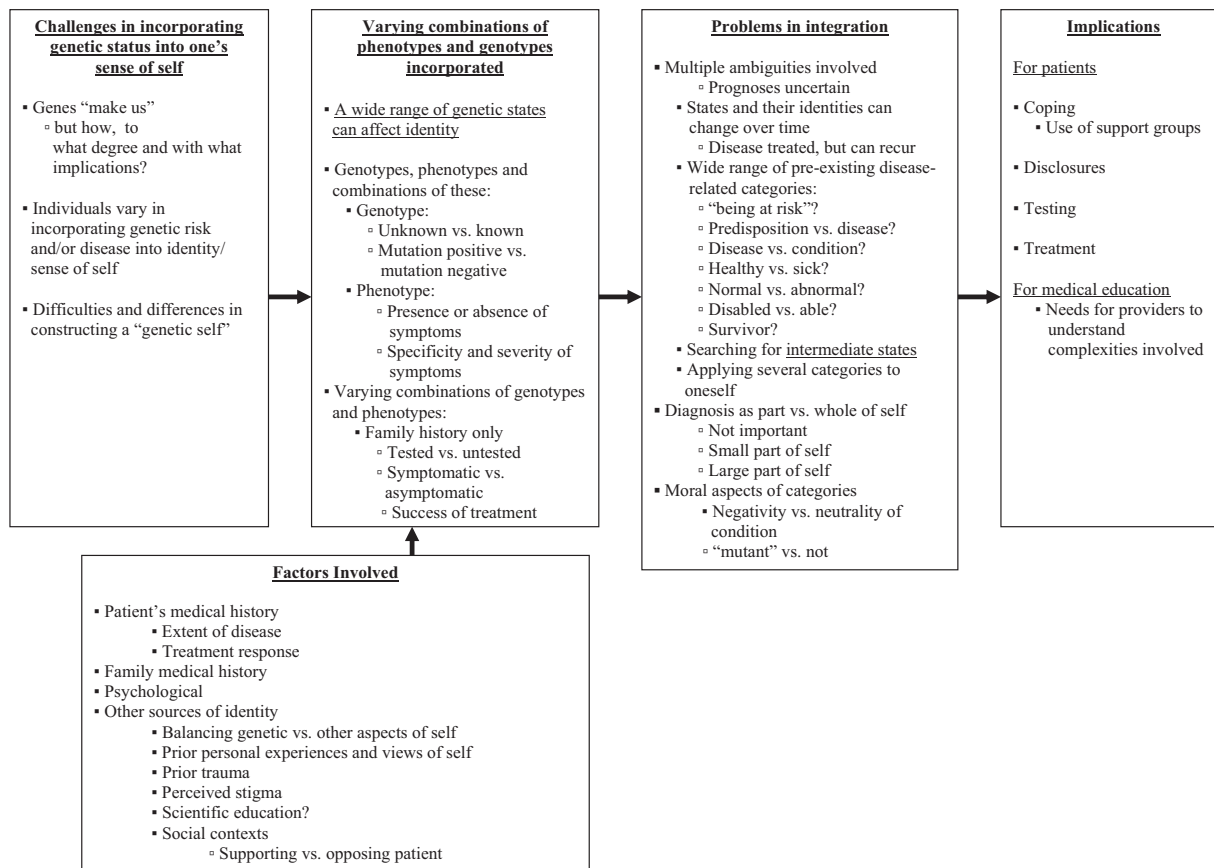 Challenges in incorporating
genetic status into one’s
sense of self
▪ Genes “make us”
▫ but how, to
what degree and with what
implications?
▪ Individuals vary in
incorporating genetic risk
and/or disease into identity/
sense of self
▪ Difficulties and differences in
constructing a “genetic self”
Varying combinations of
phenotypes and genotypes
incorporated
▪ A wide range of genetic states
can affect identity
▪ Genotypes, phenotypes and
combinations of these:
▪ Genotype:
▫ Unknown vs. known
▫ Mutation positive vs.
mutation negative
▪ Phenotype:
▫ Presence or absence of
symptoms
▫ Specificity and severity of
symptoms
▪ Varying combinations of genotypes
and phenotypes:
▪ Family history only
▫ Tested vs. untested
▫ Symptomatic vs.
asymptomatic
▫ Success of treatment
Problems in integration
▪ Multiple ambiguities involved
▫ Prognoses uncertain
▪ States and their identities can
change over time
▫ Disease treated, but can recur
▪ Wide range of pre-existing disease-
related categories:
▫ “being at risk”?
▫ Predisposition vs. disease?
▫ Disease vs. condition?
▫ Healthy vs. sick?
▫ Normal vs. abnormal?
▫ Disabled vs. able?
▫ Survivor?
▪ Searching for intermediate states
▪ Applying several categories to
oneself
▪ Diagnosis as part vs. whole of self
▫ Not important
▫ Small part of self
▫ Large part of self
▪ Moral aspects of categories
▪ Negativity vs. neutrality of
condition
▫ “mutant” vs. not
Implications
For patients
▪ Coping
▪ Use of support groups
▪ Disclosures
▪ Testing
▪ Treatment
For medical education
▪ Needs for providers to
understand
complexities involved
Factors Involved
▪ Patient’s medical history
▪ Extent of disease
▪ Treatment response
▪ Family medical history
▪ Psychological
▪ Other sources of identity
▪ Balancing genetic vs. other aspects of self
▪ Prior personal experiences and views of self
▪ Prior trauma
▪ Perceived stigma
▪ Scientific education?
▪ Social contexts
▫ Supporting vs. opposing patient